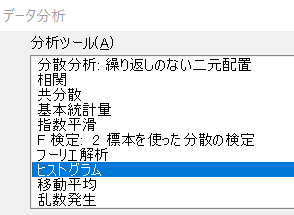 データ分析
分析ツール(A)
分散分析: 繰り返しのない二元配置
相関
共分散
基本統計量
指数平滑
F 検定: 2 標本を使った分散の検定
フーリエ解析
ヒストグラム
移動平均
乱数発生